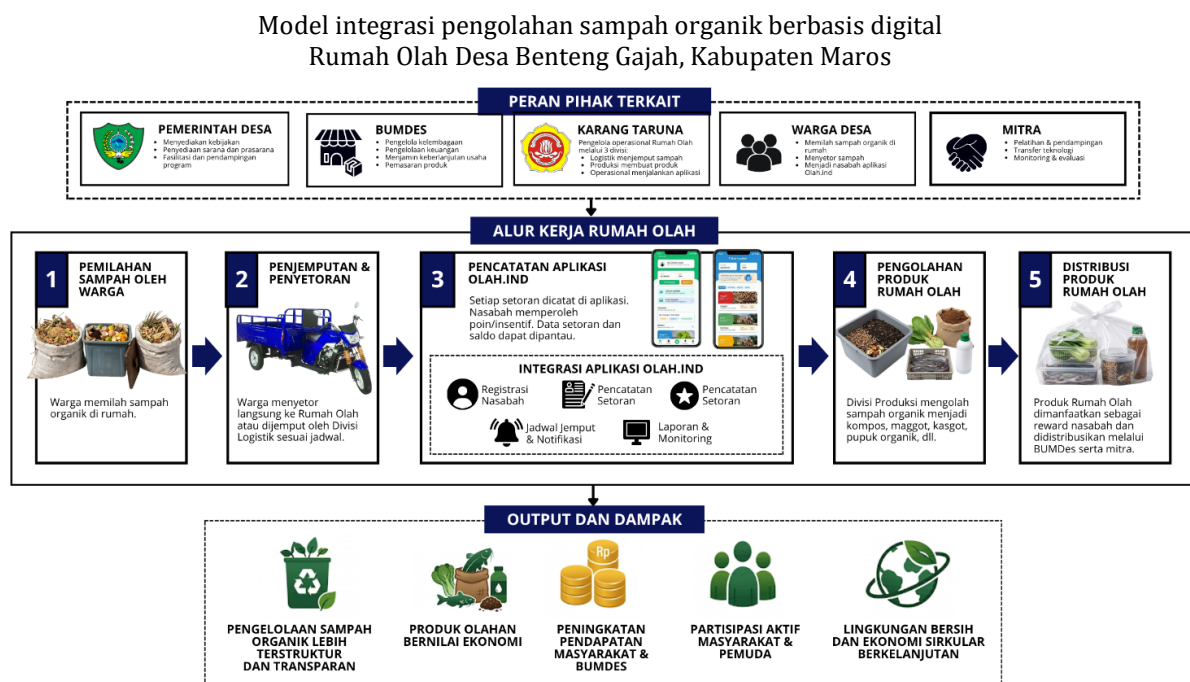 Model integrasi pengolahan sampah organik berbasis digital
Rumah Olah Desa Benteng Gajah, Kabupaten Maros
PERAN PIHAK TERKAIT
PEMERINTAH DESA
• Menyediakan kebijakan
• Penyediaan sarana dan prasarana
• Fasilitasi dan pendampingan
program
BUMDES
• Pengelola kelembagaan
• Pengelolaan keuangan
• Menjamin keberlanjutan usaha
• Pemasaran produk
KARANG TARUNA
Pengelola operasional Rumah Olah
melalui 3 divisi:
• Logistik menjemput sampah
• Produksi membuat produk
• Operasional menjalankan aplikasi
WARGA DESA
• Memilah sampah organik di
rumah
• Menyetor sampah
• Menjadi nasabah aplikasi
Olah.ind
MITRA
• Pelatihan & pendampingan
• Transfer teknologi
• Monitoring & evaluasi
ALUR KERJA RUMAH OLAH
1
PEMILAHAN
SAMPAH OLEH
WARGA
Warga memilah sampah
organik di rumah.
2
PENJEMPUTAN &
PENYETORAN
Warga menyetor
langsung ke Rumah Olah
atau dijemput oleh Divisi
Logistik sesuai jadwal.
3
PENCATATAN APLIKASI
OLAH.IND
Setiap setoran dicatat di aplikasi.
Nasabah memperoleh
poin/insentif. Data setoran dan
saldo dapat dipantau.
INTEGRASI APLIKASI OLAH.IND
Registrasi
Nasabah
Pencatatan
Setoran
Pencatatan
Setoran
Jadwal Jemput
& Notifikasi
Laporan &
Monitoring
4
PENGOLAHAN
PRODUK
RUMAH OLAH
Divisi Produksi mengolah
sampah organik menjadi
kompos, maggot, kasgot,
pupuk organik, dll.
5
DISTRIBUSI
PRODUK
RUMAH OLAH
Produk Rumah Olah
dimanfaatkan sebagai
reward nasabah dan
didistribusikan melalui
BUMDes serta mitra.
OUTPUT DAN DAMPAK
PENGELOLAAN SAMPAH
ORGANIK LEBIH
TERSTRUKTUR
DAN TRANSPARAN
PRODUK OLAHAN
BERNILAI EKONOMI
Rp
PENINGKATAN
PENDAPATAN
MASYARAKAT &
BUMDES
PARTISIPASI AKTIF
MASYARAKAT &
PEMUDA
LINGKUNGAN BERSIH
DAN EKONOMI SIRKULAR
BERKELANJUTAN